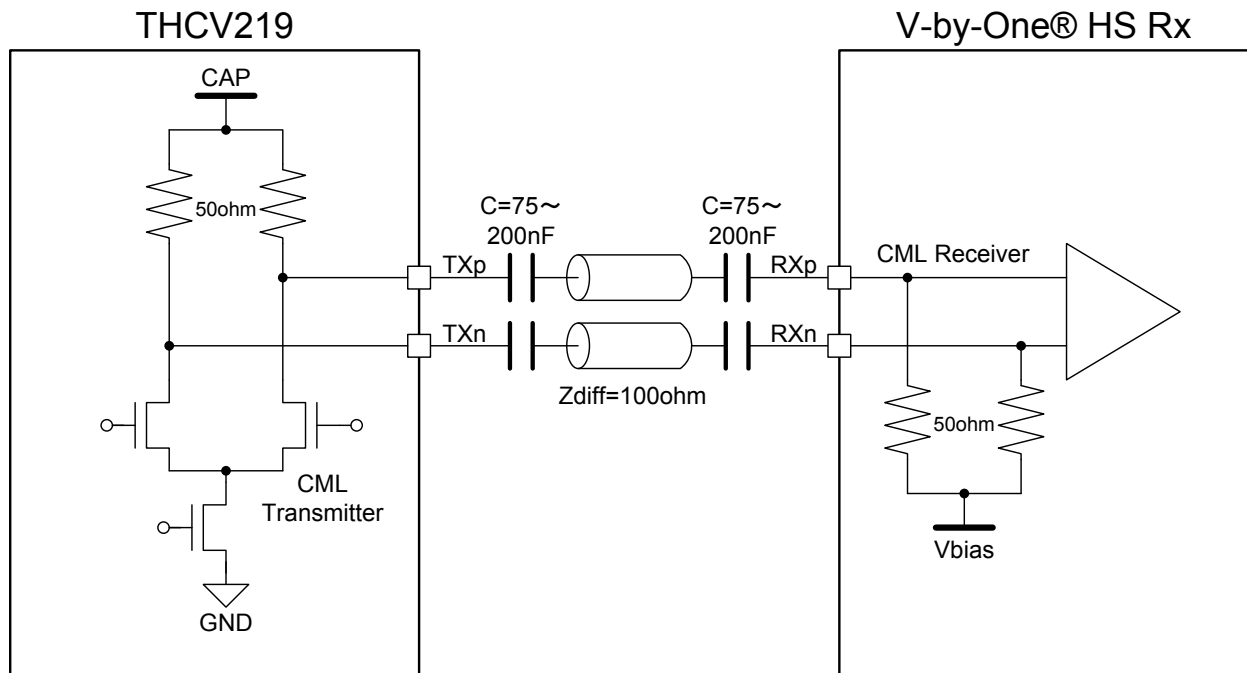 THCV219
V-by-One® HS Rx
CAP
50ohm
C=75～
200nF
C=75～
200nF
TXp
RXp
CML Receiver
TXn
RXn
Zdiff=100ohm
50ohm
CML
Transmitter
Vbias
GND